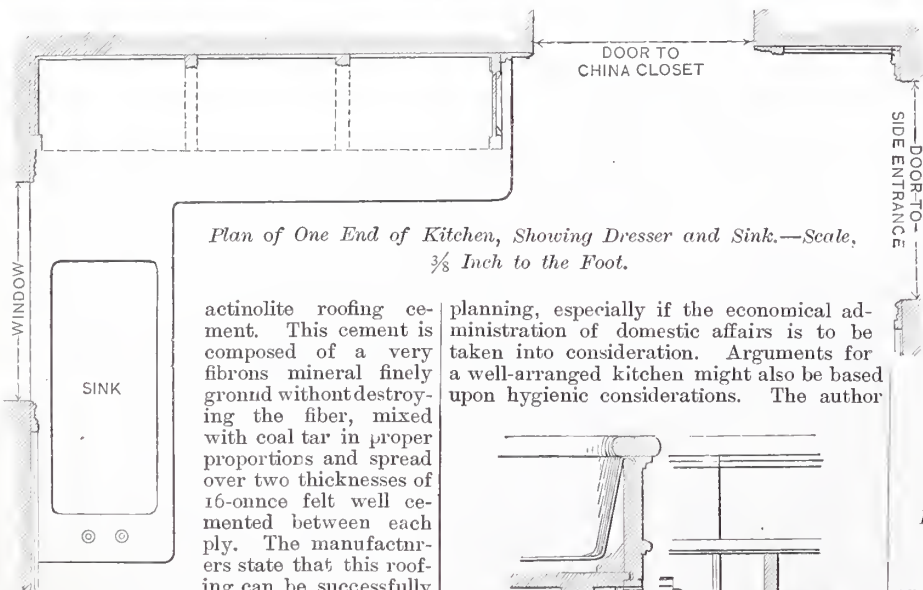 DOOR TO
CHINA CLOSET
DOOR TO
SIDE ENTRANCE
WINDOW
SINK
Plan of One End of Kitchen, Showing Dresser and Sink.—Scale,
⅜ Inch to the Foot.
actinolite roofing ce-
ment. This cement is
composed of a very
fibrons mineral finely
gronnd withont destroy-
ing the fiber, mixed
with coal tar in proper
proportions and spread
over two thicknesses of
16-onnce felt well ce-
mented between each
ply. The manufactnr-
ers state that this roof-
ing can be successfully
planning, especially if the economical ad-
ministration of domestic affairs is to be
taken into consideration. Arguments for
a well-arranged kitchen might also be based
upon hygienic considerations. The author